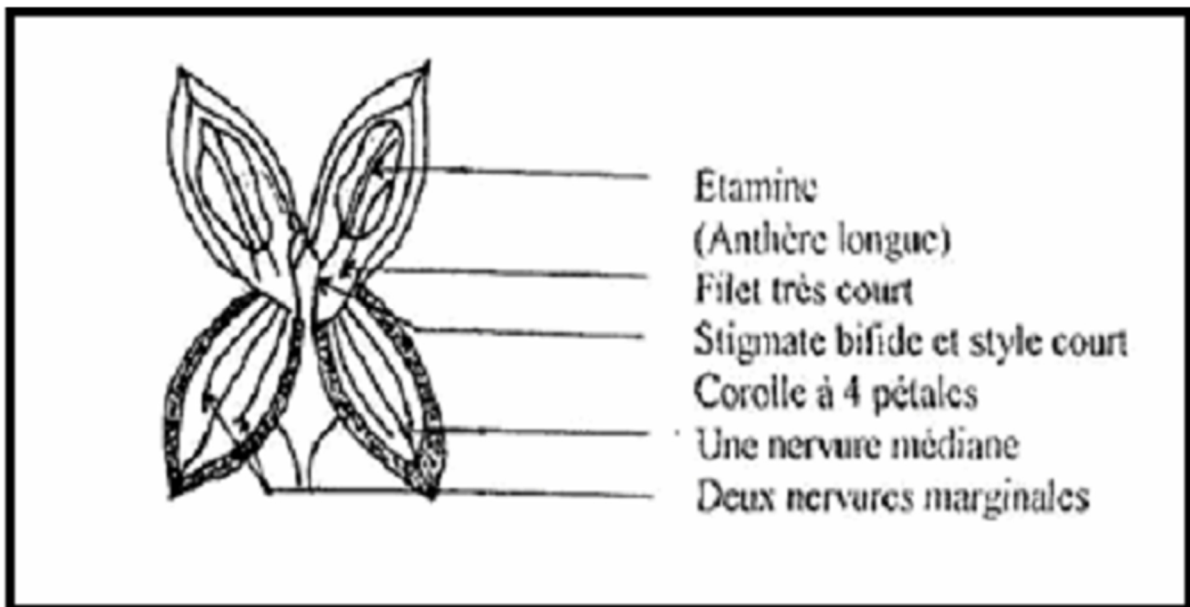 Etamine
(Anthère longue)
Filet très court
Stigmate bifide et style court
Corolle à 4 pétales
Une nervure médiane
Deux nervures marginales